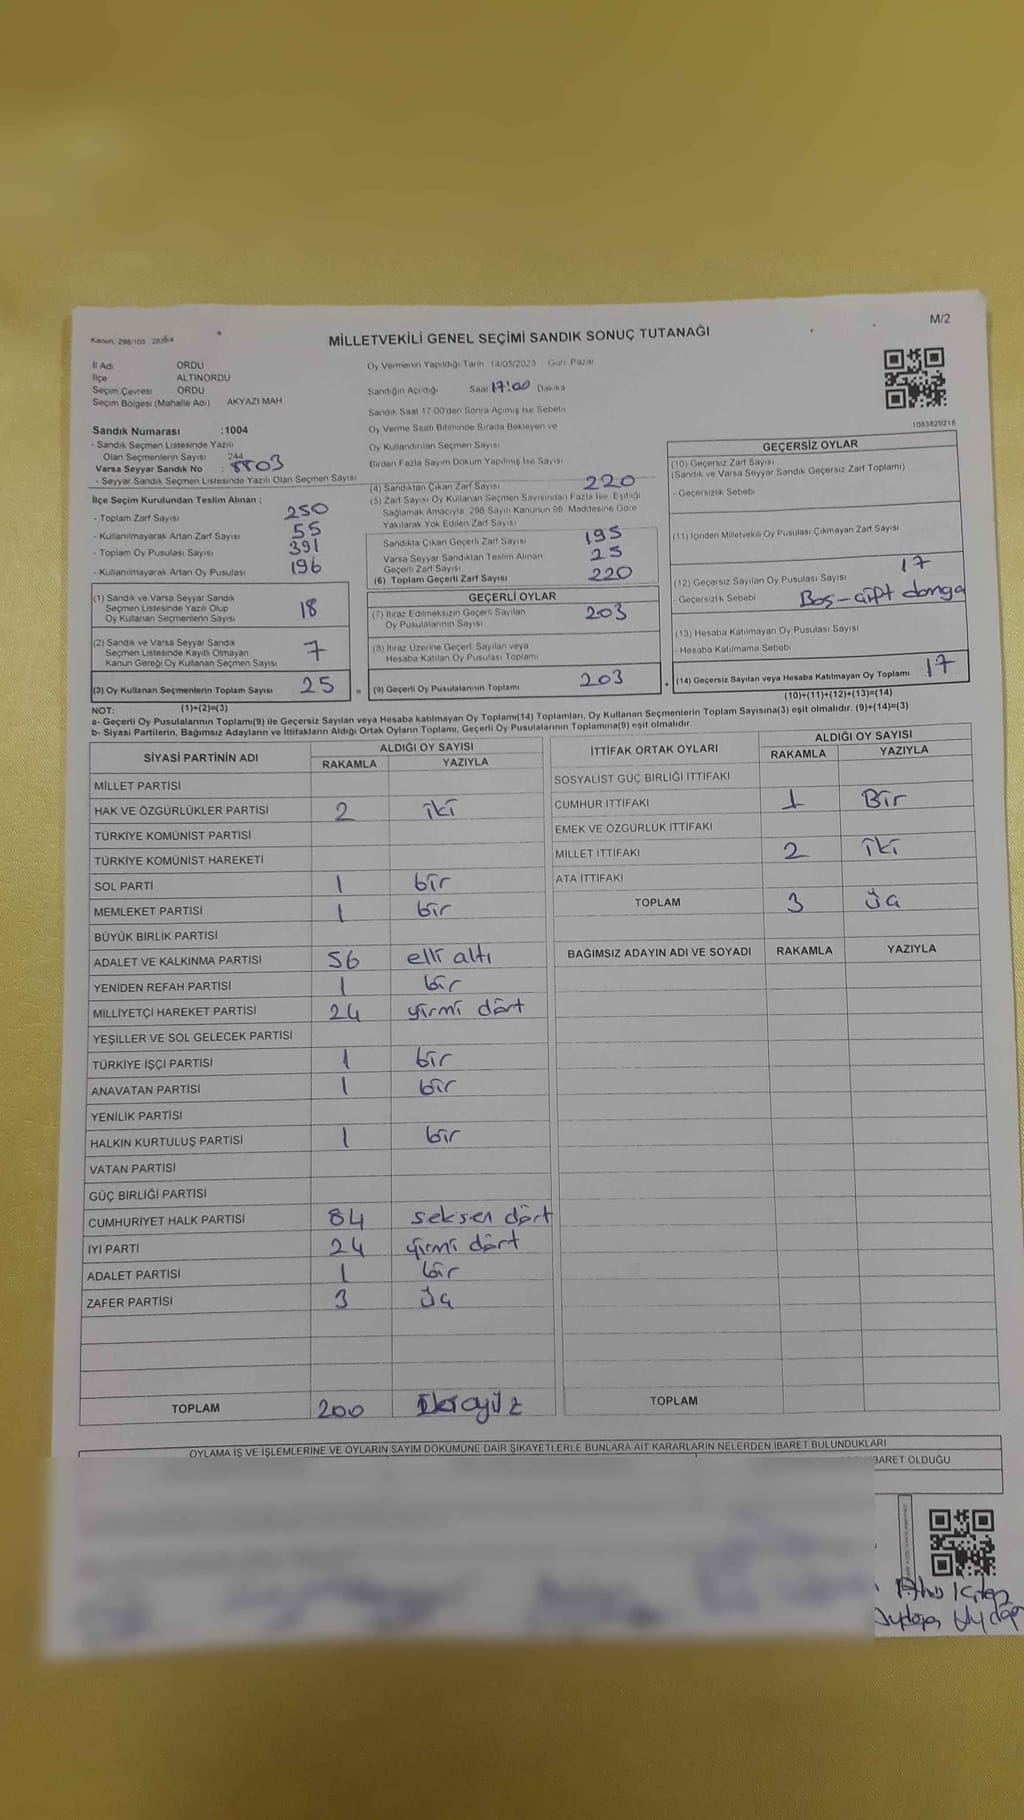 M/2
Kanun, 298/105 , 283/4
MİLLETVEKİLİ GENEL SEÇİMİ SANDIK SONUÇ TUTANAĞI
İl Adı : ORDU
İlçe : ALTINORDU
Seçim Çevresi : ORDU
Seçim Bölgesi (Mahalle Adı) : AKYAZI MAH.
Sandık Numarası :1004
- Sandık Seçmen Listesinde Yazılı
Olan Seçmenlerin Sayısı : 244
Varsa Seyyar Sandık No :
- Seyyar Sandık Seçmen Listesinde Yazılı Olan Seçmen Sayısı
İlçe Seçim Kurulundan Teslim Alınan ;
- Toplam Zarf Sayısı 250
- Kullanılmayarak Artan Zarf Sayısı 55
- Toplam Oy Pusulası Sayısı 391
- Kullanılmayarak Artan Oy Pusulası 196
(1) Sandık ve Varsa Seyyar Sandık
Seçmen Listesinde Yazılı Olup
Oy Kullanan Seçmenlerin Sayısı 18
(2) Sandık ve Varsa Seyyar Sandık
Seçmen Listesinde Kayıtlı Olmayan
Kanun Gereği Oy Kullanan Seçmen Sayısı 7
(3) Oy Kullanan Seçmenlerin Toplam Sayısı 25 =
(1)+(2)=(3)
Oy Vermenin Yapıldığı Tarih 14/05/2023 Gün Pazar
Sandığın Açıldığı Saat 17:00 Dakika
Sandık Saat 17.00'den Sonra Açılmış İse Sebebi
Oy Verme Saati Bitiminde Sırada Bekleyen ve
Oy Kullandırılan Seçmen Sayısı
Birden Fazla Sayım Döküm Yapılmış İse Sayısı
(4) Sandıktan Çıkan Zarf Sayısı 220
(5) Zarf Sayısı Oy Kullanan Seçmen Sayısından Fazla İse, Eşitliği
Sağlamak Amacıyla 298 Sayılı Kanunun 98. Maddesine Göre
Yakılarak Yok Edilen Zarf Sayısı
Sandıkta Çıkan Geçerli Zarf Sayısı 195
Varsa Seyyar Sandıktan Teslim Alınan 25
Geçerli Zarf Sayısı
(6) Toplam Geçerli Zarf Sayısı 220
GEÇERLİ OYLAR
(7) İtiraz Edilmeksizin Geçerli Sayılan
Oy Pusulalarının Sayısı 203
(8) İtiraz Üzerine Geçerli Sayılan veya
Hesaba Katılan Oy Pusulası Toplamı
(9) Geçerli Oy Pusulalarının Toplamı 203 +
1083829218
GEÇERSİZ OYLAR
(10) Geçersiz Zarf Sayısı
(Sandık ve Varsa Seyyar Sandık Geçersiz Zarf Toplamı)
- Geçersizlik Sebebi
(11) İçinden Milletvekili Oy Pusulası Çıkmayan Zarf Sayısı
(12) Geçersiz Sayılan Oy Pusulası Sayısı 17
- Geçersizlik Sebebi Boş-çift damga
(13) Hesaba Katılmayan Oy Pusulası Sayısı
- Hesaba Katılmama Sebebi
(14) Geçersiz Sayılan veya Hesaba Katılmayan Oy Toplamı 17
(10)+(11)+(12)+(13)=(14)
NOT:
a- Geçerli Oy Pusulalarının Toplamı(9) ile Geçersiz Sayılan veya Hesaba katılmayan Oy Toplamı(14) Toplamları, Oy Kullanan Seçmenlerin Toplam Sayısına(3) eşit olmalıdır. (9)+(14)=(3)
b- Siyasi Partilerin, Bağımsız Adayların ve İttifakların Aldığı Ortak Oyların Toplamı, Geçerli Oy Pusulalarının Toplamına(9) eşit olmalıdır.
SİYASİ PARTİNİN ADI ALDIĞI OY SAYISI
RAKAMLA YAZIYLA
MİLLET PARTİSİ
HAK VE ÖZGÜRLÜKLER PARTİSİ 2 iki
TÜRKİYE KOMÜNİST PARTİSİ
TÜRKİYE KOMÜNİST HAREKETİ
SOL PARTİ 1 bir
MEMLEKET PARTİSİ 1 bir
BÜYÜK BİRLİK PARTİSİ
ADALET VE KALKINMA PARTİSİ 56 elli altı
YENİDEN REFAH PARTİSİ 1 bir
MİLLİYETÇİ HAREKET PARTİSİ 24 yirmi dört
YEŞİLLER VE SOL GELECEK PARTİSİ
TÜRKİYE İŞÇİ PARTİSİ 1 bir
ANAVATAN PARTİSİ 1 bir
YENİLİK PARTİSİ
HALKIN KURTULUŞ PARTİSİ 1 bir
VATAN PARTİSİ
GÜÇ BİRLİĞİ PARTİSİ
CUMHURİYET HALK PARTİSİ 84 seksen dört
İYİ PARTİ 24 yirmi dört
ADALET PARTİSİ 1 bir
ZAFER PARTİSİ 3 üç
TOPLAM 200 İkiyüz
İTTİFAK ORTAK OYLARI ALDIĞI OY SAYISI
RAKAMLA YAZIYLA
SOSYALİST GÜÇ BİRLİĞİ İTTİFAKI
CUMHUR İTTİFAKI 1 Bir
EMEK VE ÖZGÜRLÜK İTTİFAKI
MİLLET İTTİFAKI 2 iki
ATA İTTİFAKI
TOPLAM 3 üç
BAĞIMSIZ ADAYIN ADI VE SOYADI RAKAMLA YAZIYLA
TOPLAM
OYLAMA İŞ VE İŞLEMLERİNE VE OYLARIN SAYIM DÖKÜMÜNE DAİR ŞİKAYETLERLE BUNLARA AİT KARARLARIN NELERDEN İBARET BULUNDUKLARI
BARET OLDUĞU